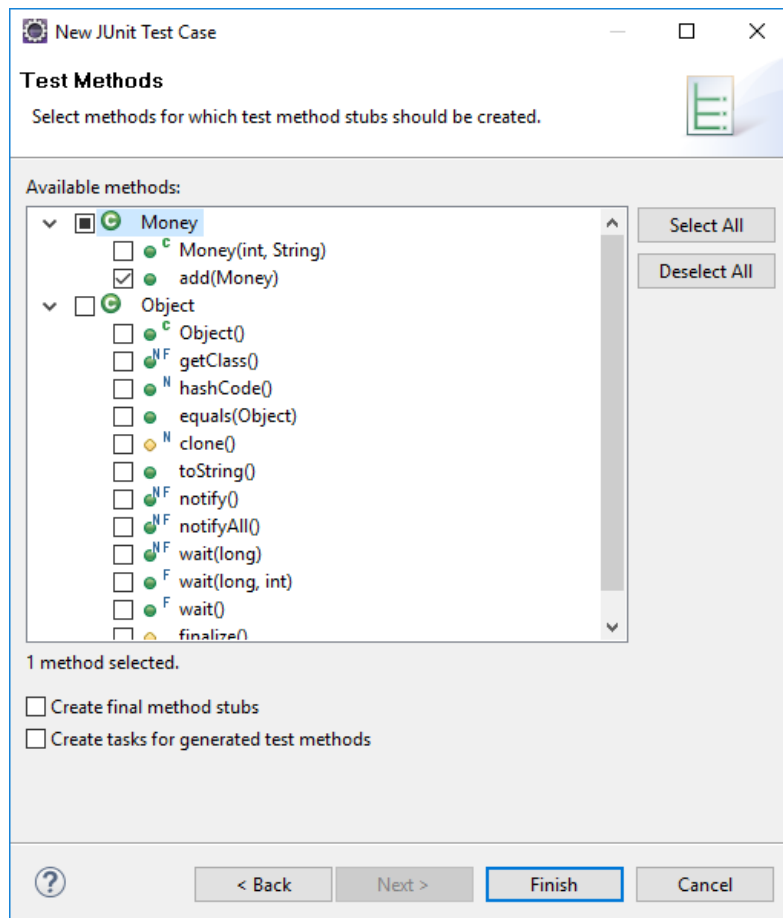 New JUnit Test Case
Test Methods
Select methods for which test method stubs should be created.
Available methods:
C Money
C Money(int, String)
add(Money)
C Object
C Object()
N F getClass()
N hashCode()
equals(Object)
N clone()
toString()
N F notify()
N F notifyAll()
N F wait(long)
F wait(long, int)
F wait()
finalize()
Select All
Deselect All
1 method selected.
Create final method stubs
Create tasks for generated test methods
? < Back Next > Finish Cancel